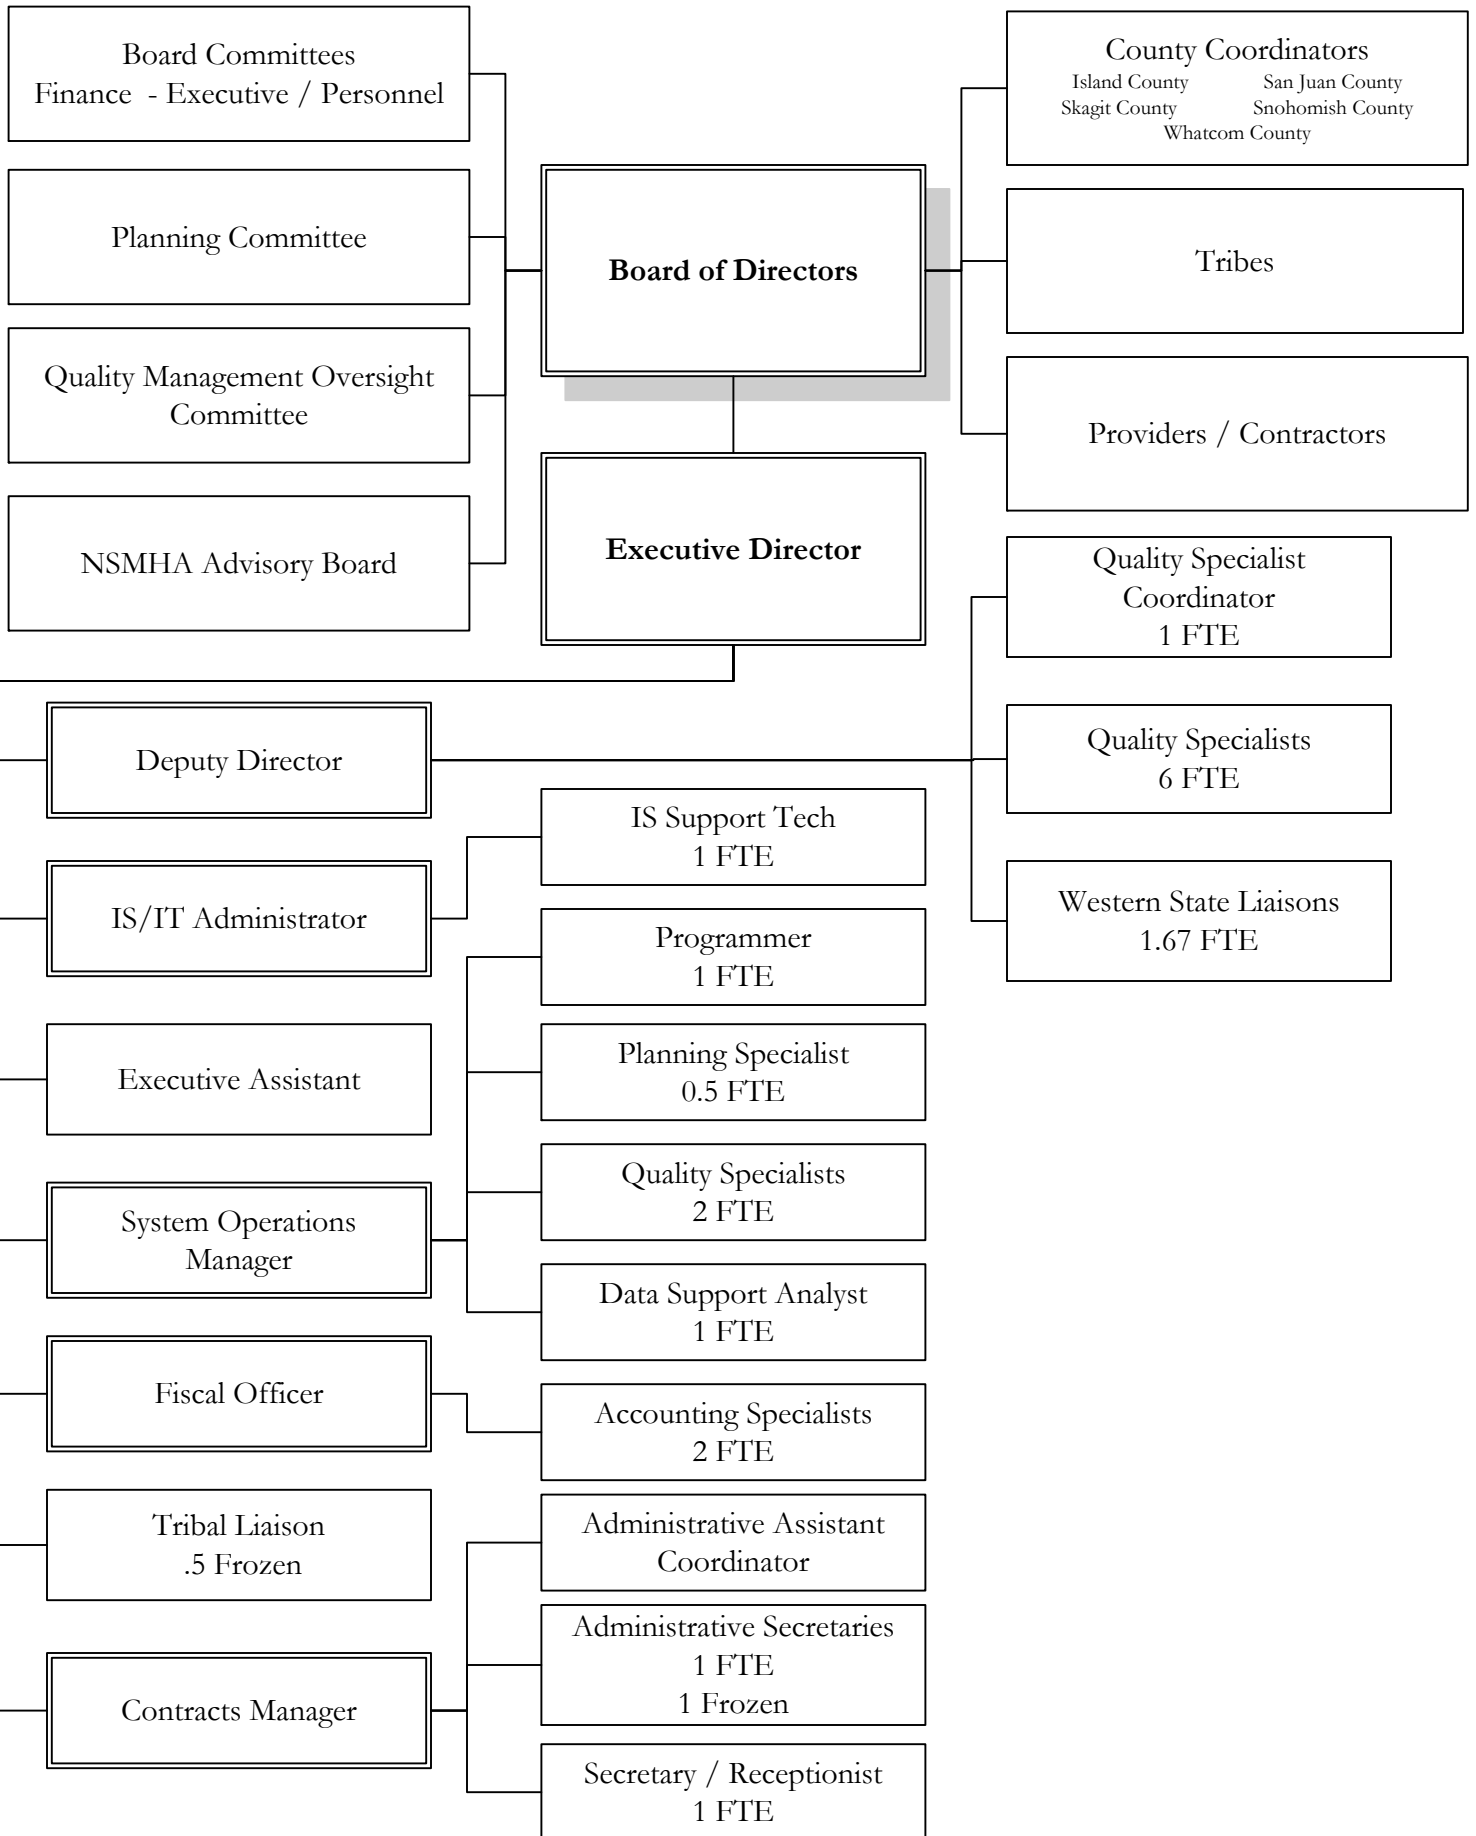 Board Committees
Finance - Executive / Personnel
Planning Committee
Quality Management Oversight
Committee
NSMHA Advisory Board
Board of Directors
Executive Director
County Coordinators
Island County San Juan County
Skagit County Snohomish County
Whatcom County
Tribes
Providers / Contractors
Quality Specialist
Coordinator
1 FTE
Quality Specialists
6 FTE
Western State Liaisons
1.67 FTE
Deputy Director
IS/IT Administrator
Executive Assistant
System Operations
Manager
Fiscal Officer
Tribal Liaison
.5 Frozen
Contracts Manager
IS Support Tech
1 FTE
Programmer
1 FTE
Planning Specialist
0.5 FTE
Quality Specialists
2 FTE
Data Support Analyst
1 FTE
Accounting Specialists
2 FTE
Administrative Assistant
Coordinator
Administrative Secretaries
1 FTE
1 Frozen
Secretary / Receptionist
1 FTE